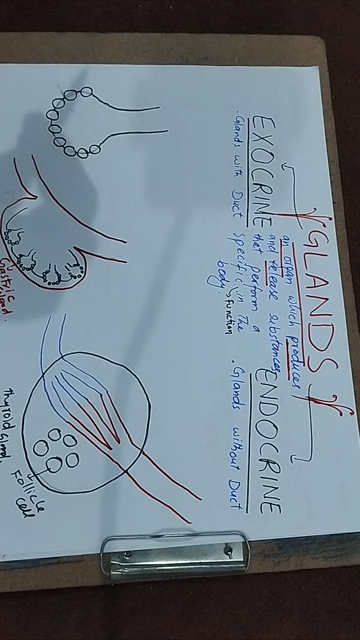 GLANDS
an organ which produces
and release substances
that perform a
specific function in the
body
EXOCRINE
- Glands with Duct
ENDOCRINE
- Glands without Duct
Gastric Gland.
Follicle
cell
Thyroid Gland.